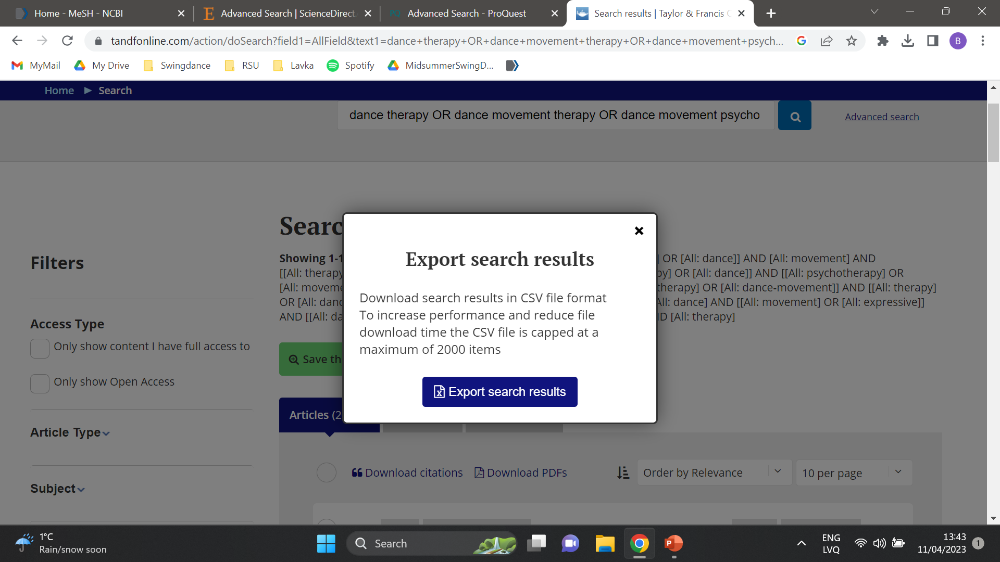 Home - MeSH - NCBI
Advanced Search | ScienceDirect.
Advanced Search - ProQuest
Search results | Taylor & Francis
tandfonline.com/action/doSearch?field1=AllField&text1=dance+therapy+OR+dance+movement+therapy+OR+dance+movement+psych...
B
MyMail
My Drive
Swingdance
RSU
Lavka
Spotify
MidsummerSwingD...
Home ▶ Search
dance therapy OR dance movement therapy OR dance movement psycho
Advanced search
Searc
Filters
Showing 1-1
] OR [All: dance]] AND [All: movement] AND
[[All: therapy
py] OR [All: dance]] AND [[All: psychotherapy] OR
[All: moveme
therapy] OR [All: dance-movement]] AND [[All: therapy]
OR [All: danc
All: dance] AND [[All: movement] OR [All: expressive]]
AND [[All: da
ID [All: therapy]
Export search results
Download search results in CSV file format
To increase performance and reduce file
download time the CSV file is capped at a
maximum of 2000 items
Export search results
Access Type
Only show content I have full access to
Only show Open Access
Save th
Articles (2
Article Type
Download citations
Download PDFs
Order by Relevance
10 per page
Subject
1°C
Rain/snow soon
Search
P
ENG
LVQ
13:43
11/04/2023
1